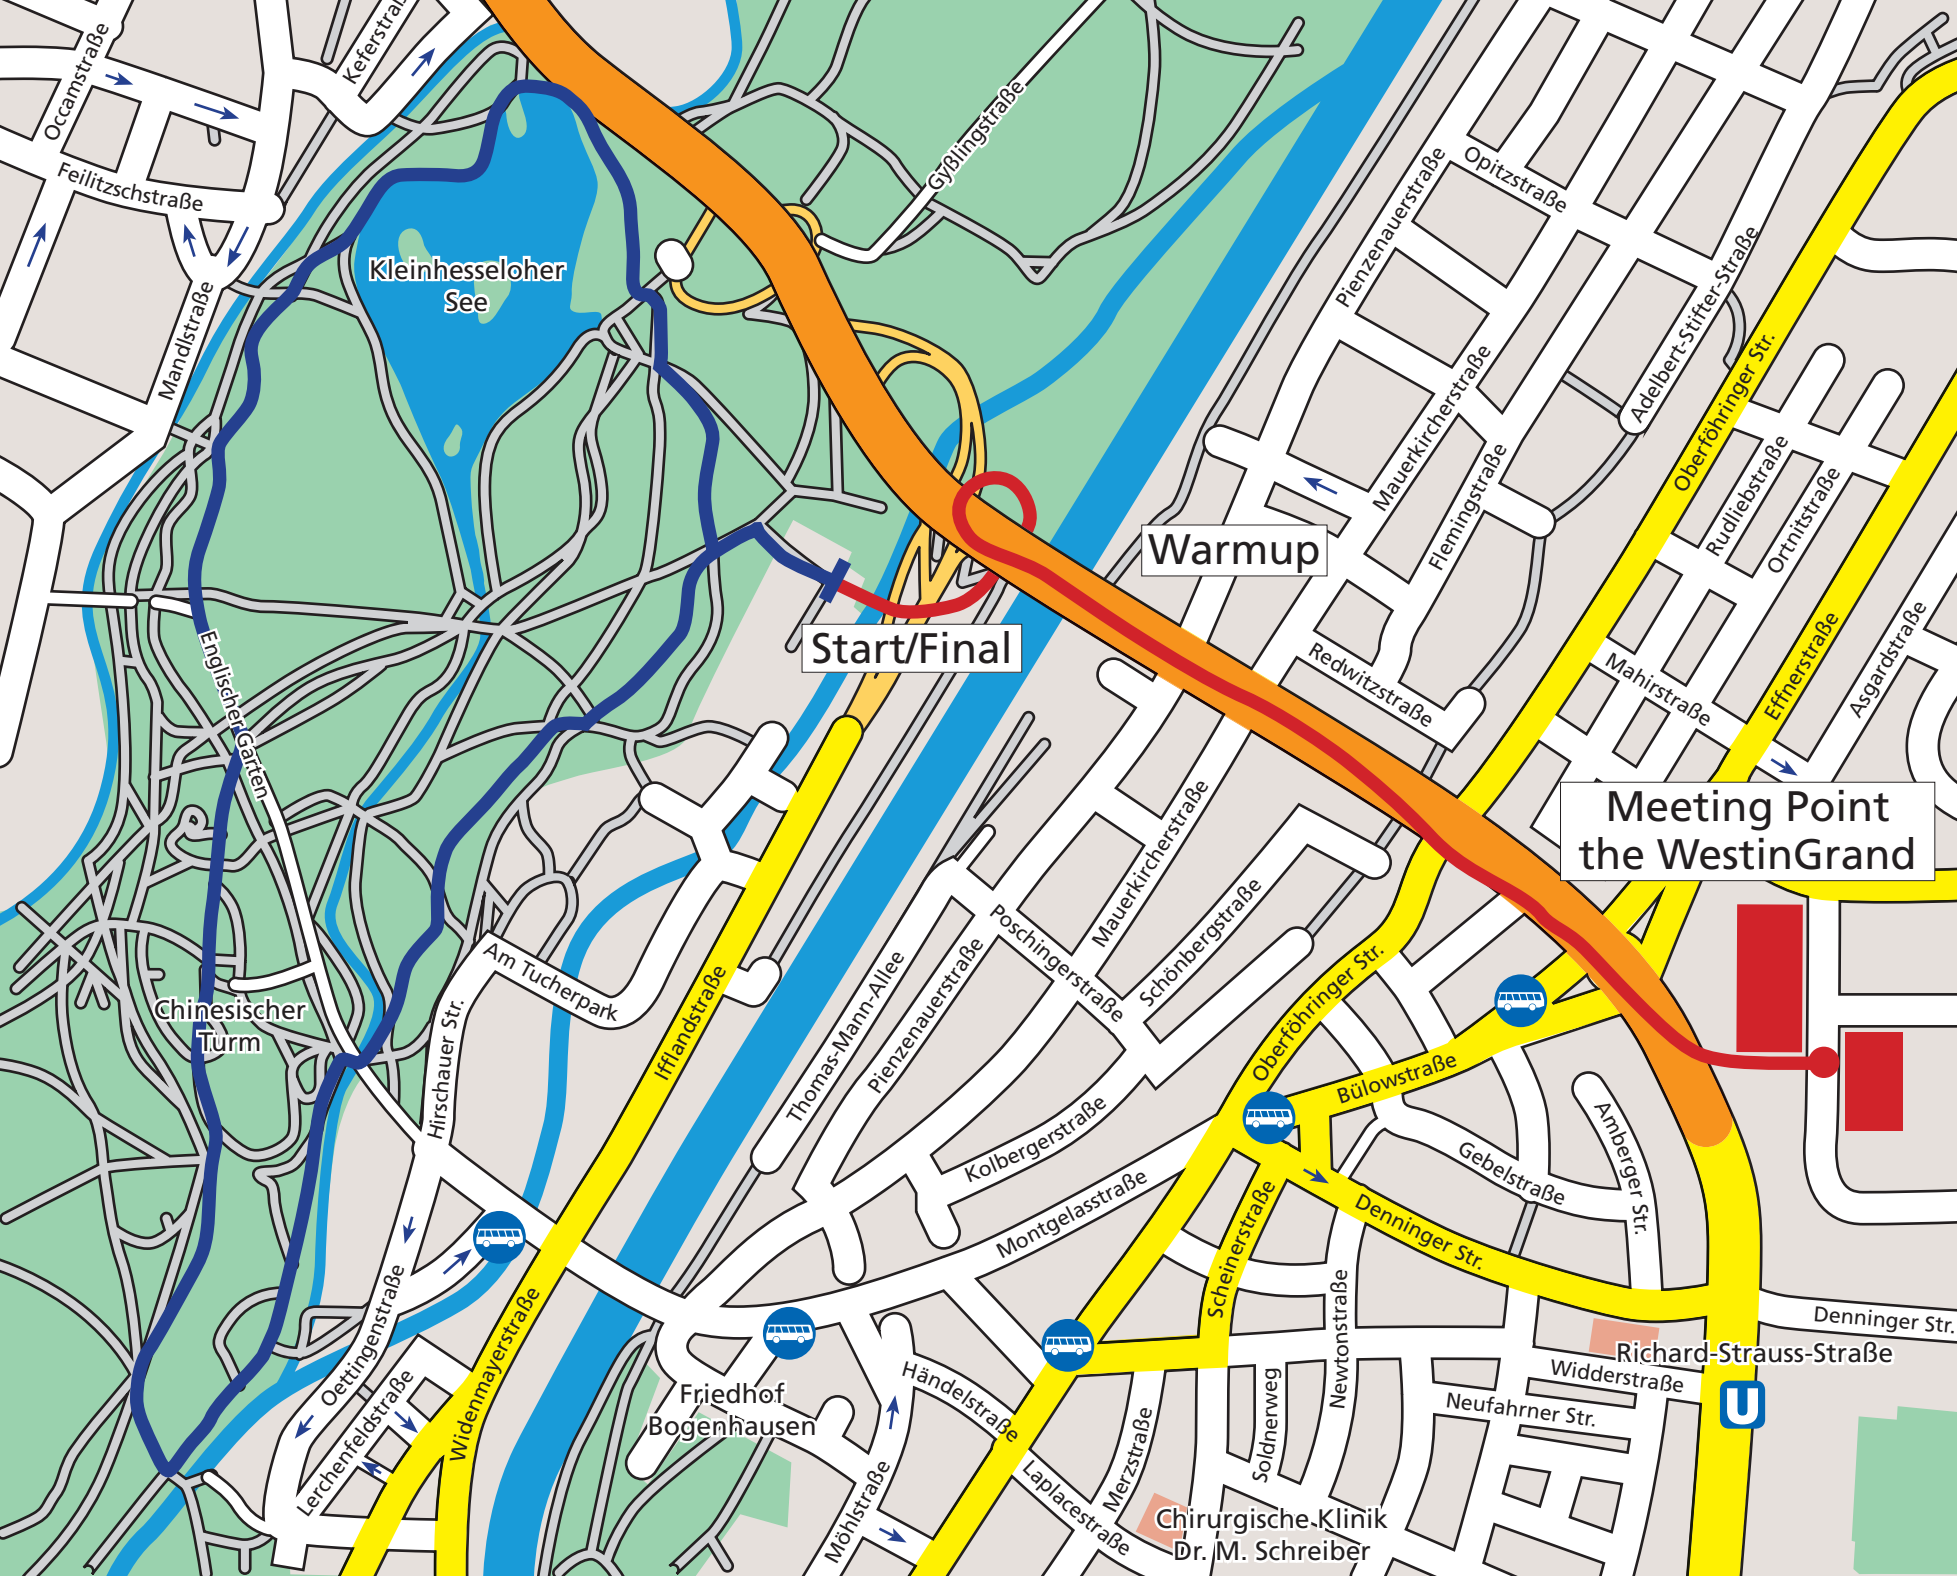 Occamstraße
Keferstraß
Feilitzschstraße
Mandlstraße
Kleinhesseloher
See
Gyßlingstraße
Opitzstraße
Pienzenauerstraße
Adelbert-Stifter-Straße
Mauerkircherstraße
Flemingstraße
Oberföhringer Str.
Rudliebstraße
Ortnitstraße
Warmup
Start/Final
Redwitzstraße
Mahirstraße
Effnerstraße
Asgardstraße
Englischer Garten
Meeting Point
the WestinGrand
Mauerkircherstraße
Poschingerstraße
Schönbergstraße
Thomas-Mann-Allee
Pienzenauerstraße
Oberföhringer Str.
Am Tucherpark
Ifflandstraße
Chinesischer
Turm
Hirschauer Str.
Bülowstraße
Kolbergerstraße
Montgelasstraße
Gebelstraße
Amberger Str.
Scheinerstraße
Denninger Str.
Denninger Str.
Newtonstraße
Oettingenstraße
Lerchenfeldstraße
Widenmayerstraße
Richard-Strauss-Straße
U
Widderstraße
Neufahrner Str.
Friedhof
Bogenhausen
Händelstraße
Soldnerweg
Merzstraße
Laplacestraße
Möhlstraße
Chirurgische Klinik
Dr. M. Schreiber